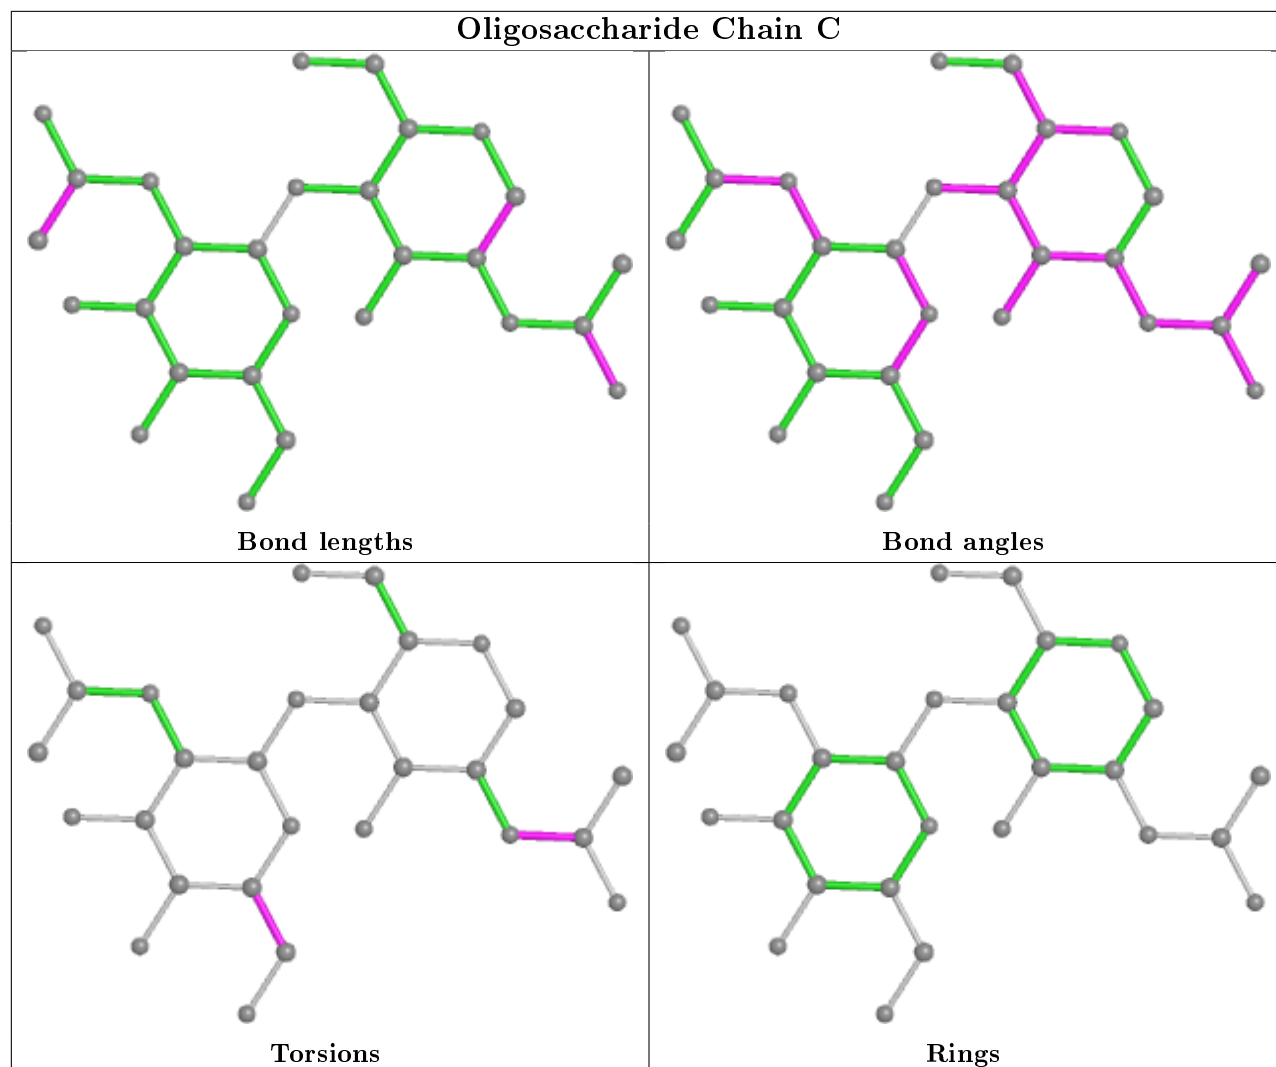 Oligosaccharide Chain C
Bond lengths
Bond angles
Torsions
Rings